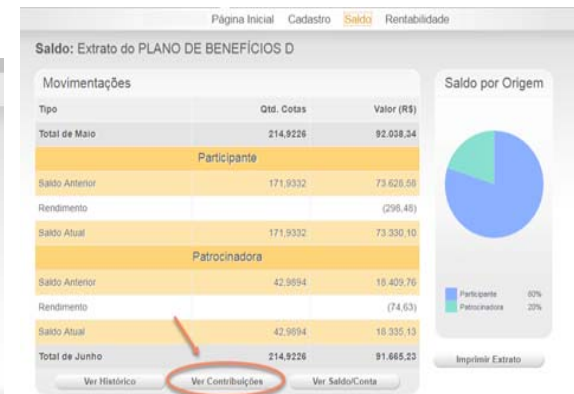 Página Inicial Cadastro Saldo Rentabilidade
Saldo: Extrato do PLANO DE BENEFÍCIOS D
Movimentações
Tipo Qtd. Cotas Valor (R$)
Total de Maio 214,9226 92.038,34
Participante
Saldo Anterior 171,9332 73.628,58
Rendimento (298,48)
Saldo Atual 171,9332 73.330,10
Patrocinadora
Saldo Anterior 42,9894 18.409,76
Rendimento (74,63)
Saldo Atual 42,9894 18.335,13
Total de Junho 214,9226 91.665,23
Ver Histórico Ver Contribuições Ver Saldo/Conta
Saldo por Origem
Participante 80%
Patrocinadora 20%
Imprimir Extrato